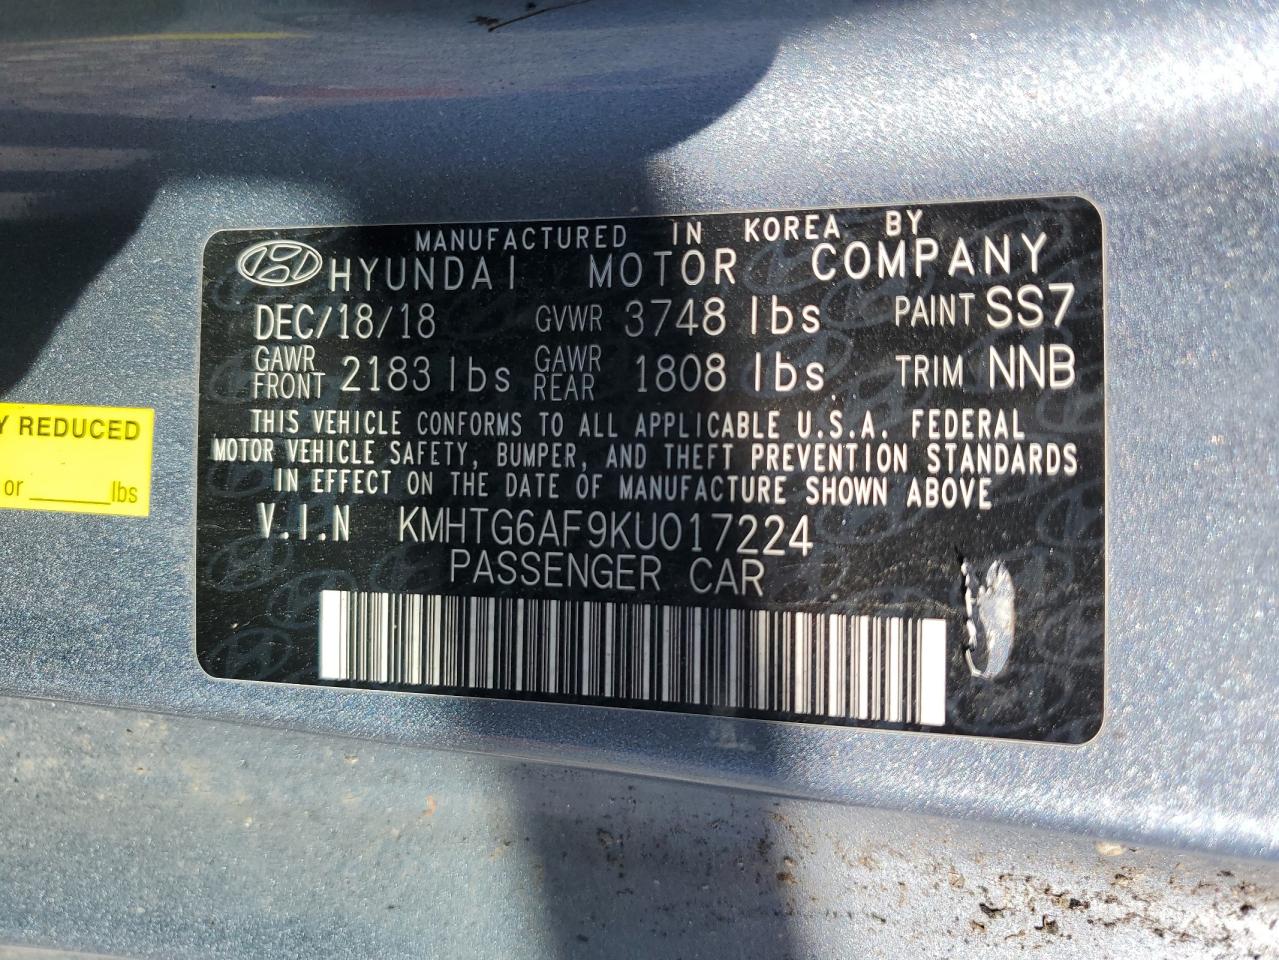 MANUFACTURED IN KOREA BY
HYUNDAI MOTOR COMPANY
DEC/18/18 GVWR 3748 lbs PAINT SS7
GAWR FRONT 2183 lbs GAWR REAR 1808 lbs TRIM NNB
THIS VEHICLE CONFORMS TO ALL APPLICABLE U.S.A. FEDERAL
MOTOR VEHICLE SAFETY, BUMPER, AND THEFT PREVENTION STANDARDS
IN EFFECT ON THE DATE OF MANUFACTURE SHOWN ABOVE
V.I.N KMHTG6AF9KU017224
PASSENGER CAR
Y REDUCED
or ______ lbs